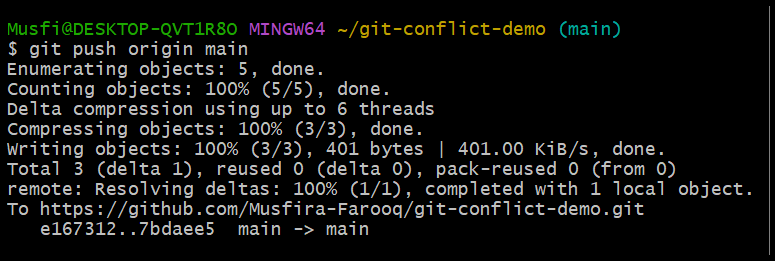 Musfi@DESKTOP-QVT1R8O MINGW64 ~/git-conflict-demo (main)
$ git push origin main
Enumerating objects: 5, done.
Counting objects: 100% (5/5), done.
Delta compression using up to 6 threads
Compressing objects: 100% (3/3), done.
Writing objects: 100% (3/3), 401 bytes | 401.00 KiB/s, done.
Total 3 (delta 1), reused 0 (delta 0), pack-reused 0 (from 0)
remote: Resolving deltas: 100% (1/1), completed with 1 local object.
To https://github.com/Musfira-Farooq/git-conflict-demo.git
   e167312..7bdaee5  main -> main